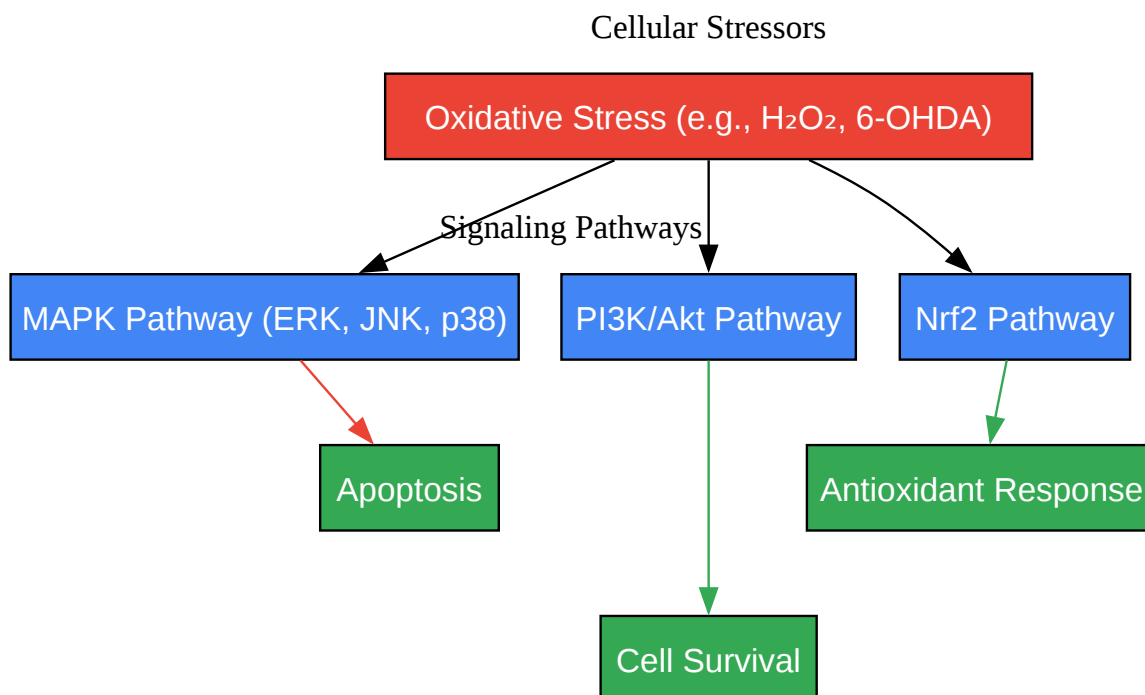 Cellular Stressors
Oxidative Stress (e.g., H₂O₂, 6-OHDA)
Signaling Pathways
MAPK Pathway (ERK, JNK, p38)
PI3K/Akt Pathway
Nrf2 Pathway
Apoptosis
Antioxidant Response
Cell Survival